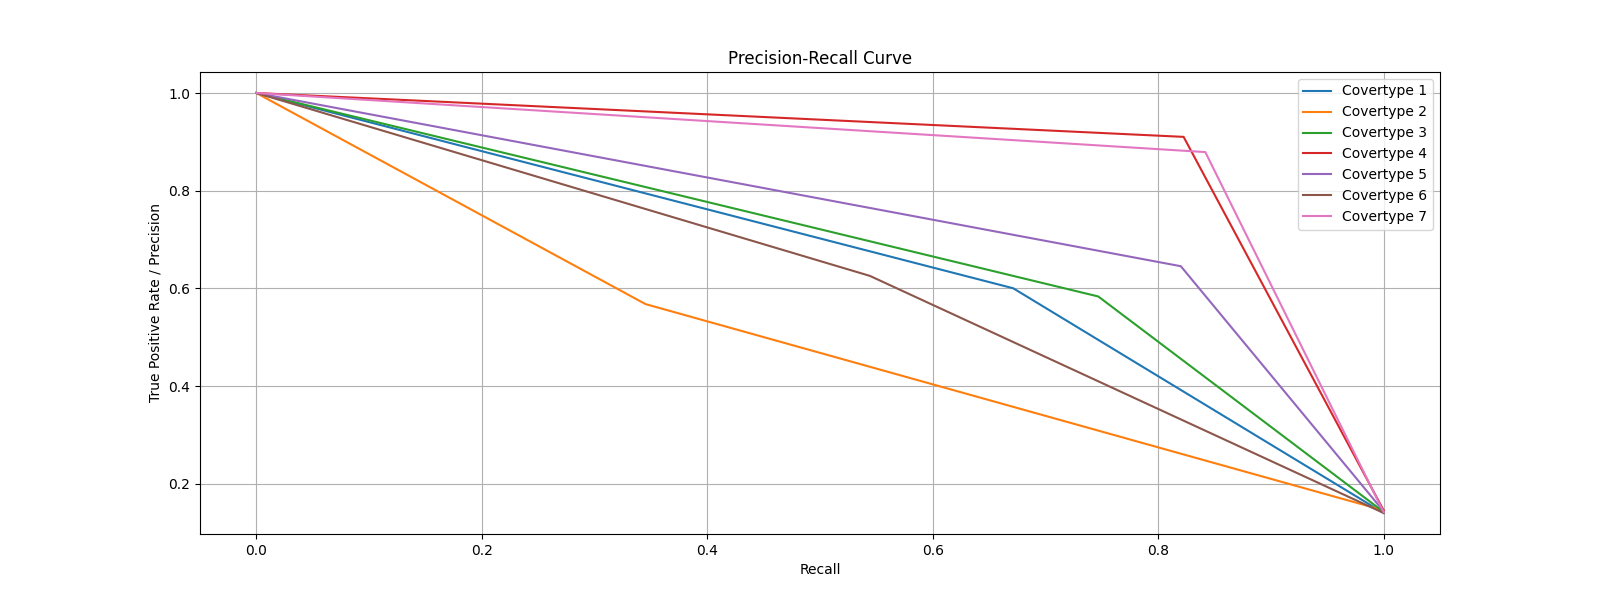 Precision-Recall Curve
True Positive Rate / Precision
1.0
0.8
0.6
0.4
0.2
Covertype 1
Covertype 2
Covertype 3
Covertype 4
Covertype 5
Covertype 6
Covertype 7
0.0 0.2 0.4 0.6 0.8 1.0
Recall